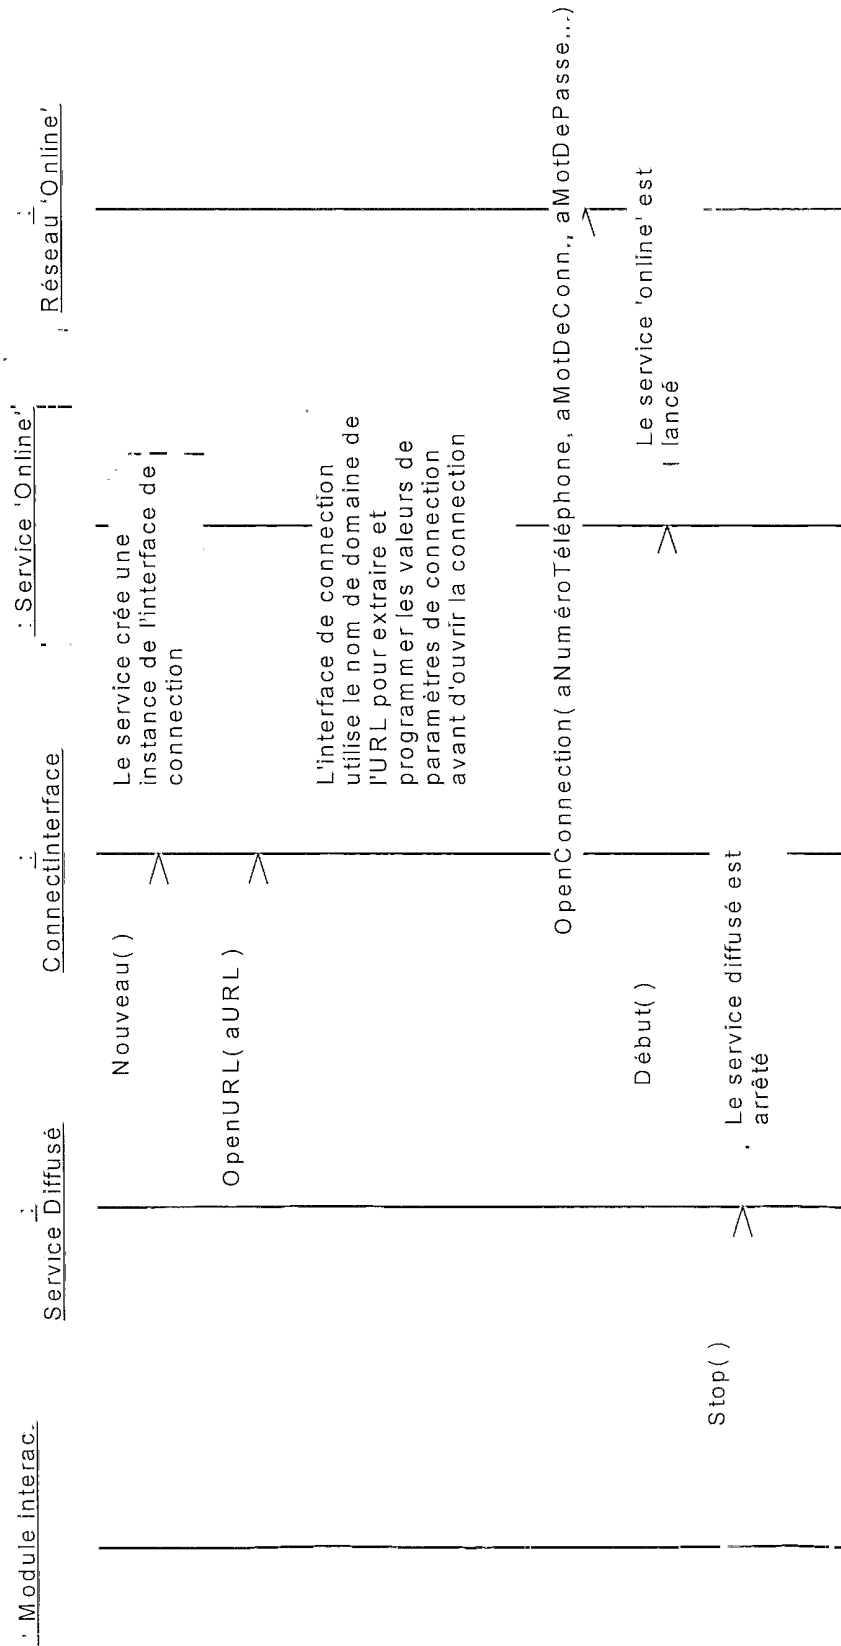 : Module interac.
:
Service Diffusé
:
ConnectInterface
: Service 'Online'
:
Réseau 'Online'
Nouveau( )
Le service crée une
instance de l'interface de
connection
OpenURL( aURL )
L'interface de connection
utilise le nom de domaine de
l'URL pour extraire et
programmer les valeurs de
paramètres de connection
avant d'ouvrir la connection
OpenConnection( aNuméroTéléphone, aMotDeConn., aMotDePasse...)
Début( )
Le service 'online' est
lancé
Stop( )
Le service diffusé est
arrêté